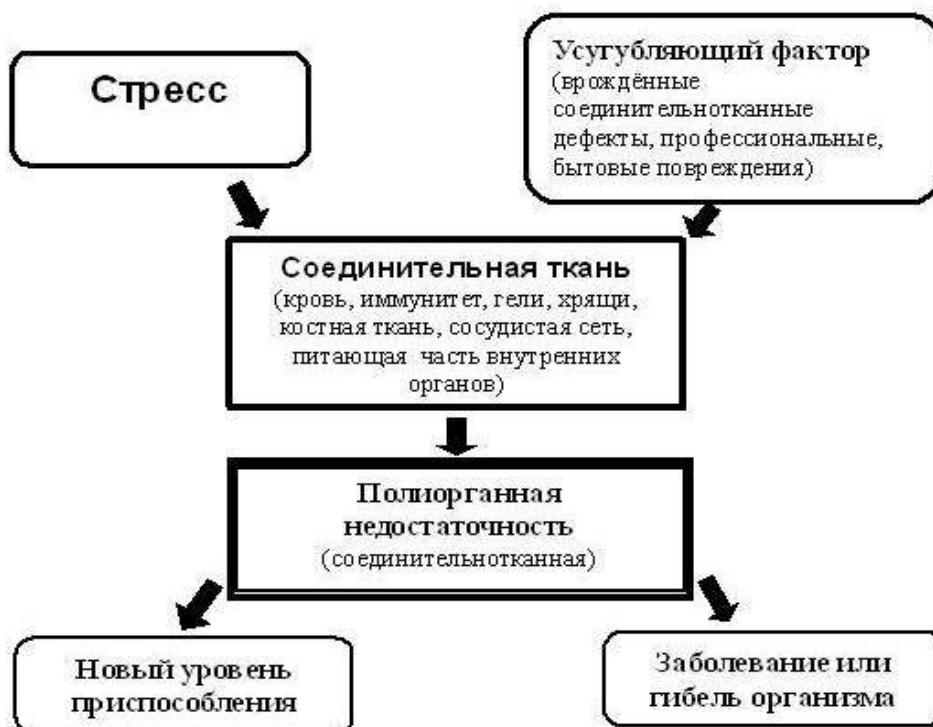 Стресс
Усугубляющий фактор
(врождённые
соединительнотканные
дефекты, профессиональные,
бытовые повреждения)
Соединительная ткань
(кровь, иммунитет, гели, хрящи,
костная ткань, сосудистая сеть,
питающая часть внутренних
органов)
Полиорганная
недостаточность
(соединительнотканная)
Новый уровень
приспособления
Заболевание или
гибель организма